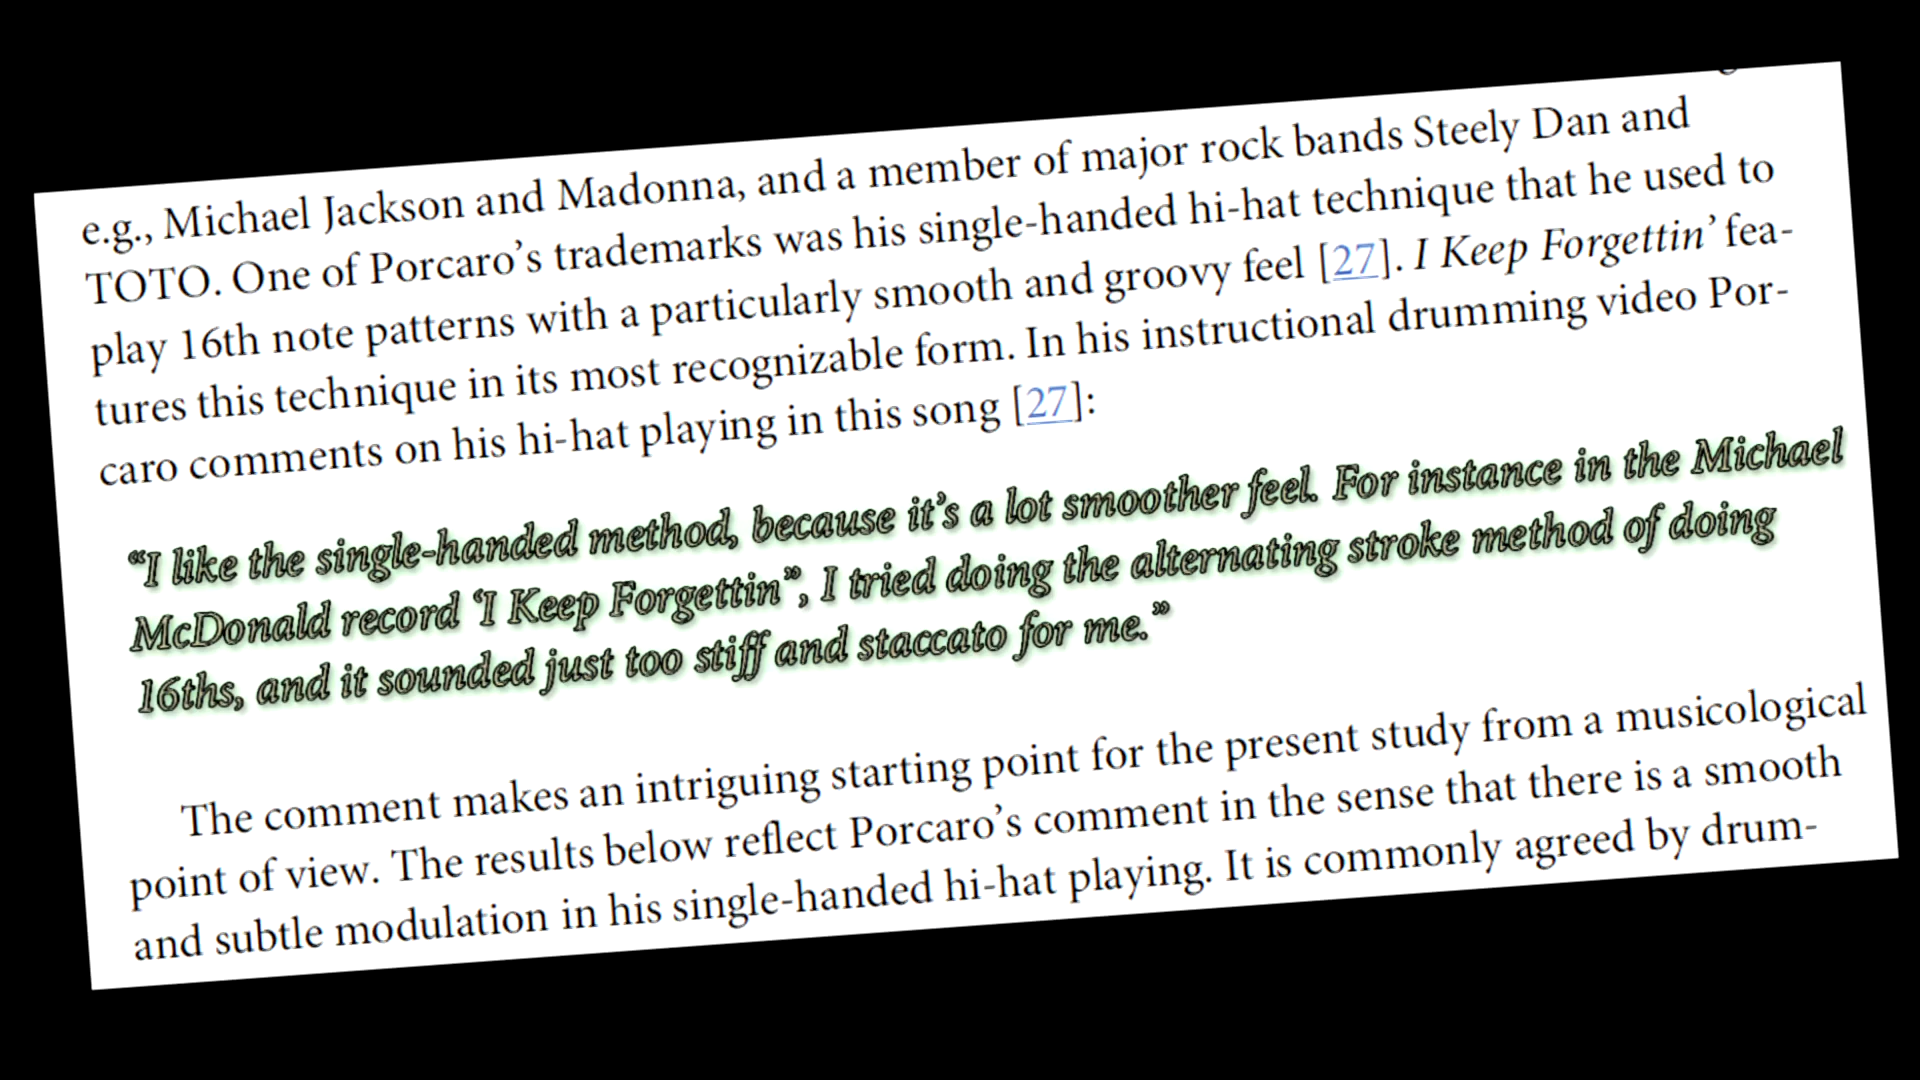 e.g., Michael Jackson and Madonna, and a member of major rock bands Steely Dan and
TOTO. One of Porcaro’s trademarks was his single-handed hi-hat technique that he used to
play 16th note patterns with a particularly smooth and groovy feel [27]. I Keep Forgettin’ fea-
tures this technique in its most recognizable form. In his instructional drumming video Por-
caro comments on his hi-hat playing in this song [27]:
“I like the single-handed method, because it’s a lot smoother feel. For instance in the Michael
McDonald record ‘I Keep Forgettin”, I tried doing the alternating stroke method of doing
16ths, and it sounded just too stiff and staccato for me.”
The comment makes an intriguing starting point for the present study from a musicological
point of view. The results below reflect Porcaro’s comment in the sense that there is a smooth
and subtle modulation in his single-handed hi-hat playing. It is commonly agreed by drum-